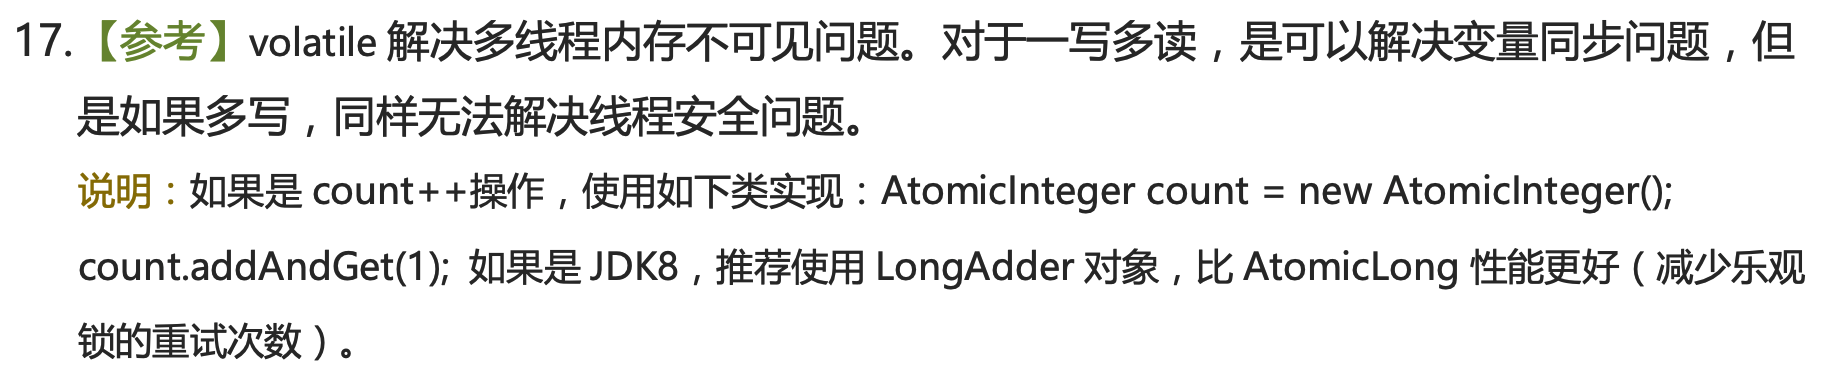 17.【参考】volatile 解决多线程内存不可见问题。对于一写多读，是可以解决变量同步问题，但
是如果多写，同样无法解决线程安全问题。
说明：如果是 count++操作，使用如下类实现：AtomicInteger count = new AtomicInteger();
count.addAndGet(1); 如果是 JDK8，推荐使用 LongAdder 对象，比 AtomicLong 性能更好（减少乐观
锁的重试次数）。